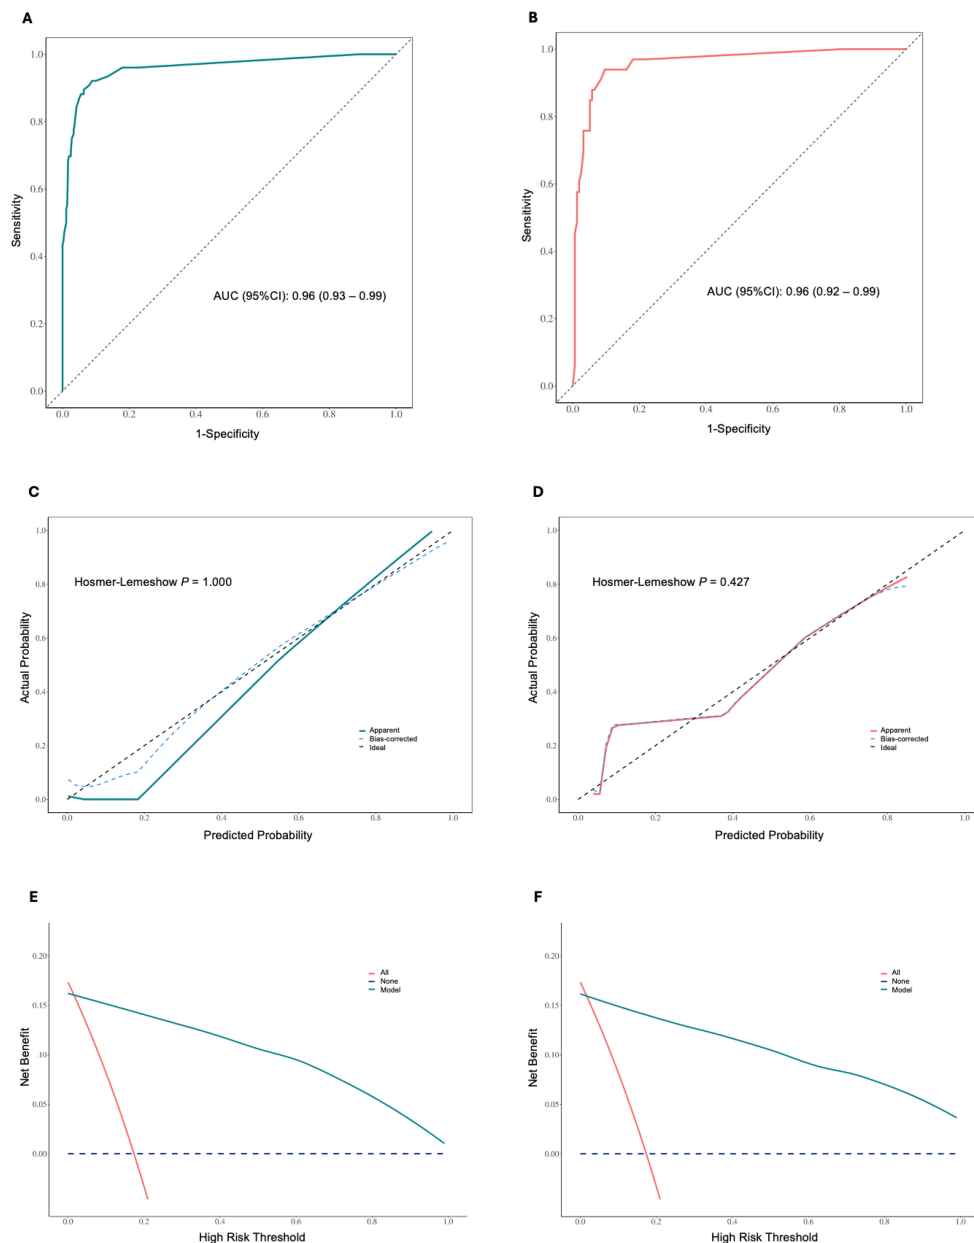 A
1.0
0.8
0.6
0.4
0.2
0.0
Sensitivity
AUC (95%CI): 0.96 (0.93 – 0.99)
0.0 0.2 0.4 0.6 0.8 1.0
1-Specificity
B
1.0
0.8
0.6
0.4
0.2
0.0
Sensitivity
AUC (95%CI): 0.96 (0.92 – 0.99)
0.0 0.2 0.4 0.6 0.8 1.0
1-Specificity
C
1.0
0.8
0.6
0.4
0.2
0.0
Actual Probability
Hosmer-Lemeshow P = 1.000
Apparent
Bias-corrected
Ideal
0.0 0.2 0.4 0.6 0.8 1.0
Predicted Probability
D
1.0
0.8
0.6
0.4
0.2
0.0
Actual Probability
Hosmer-Lemeshow P = 0.427
Apparent
Bias-corrected
Ideal
0.0 0.2 0.4 0.6 0.8 1.0
Predicted Probability
E
0.20
0.15
0.10
0.05
0.00
Net Benefit
All
None
Model
0.0 0.2 0.4 0.6 0.8 1.0
High Risk Threshold
F
0.20
0.15
0.10
0.05
0.00
Net Benefit
All
None
Model
0.0 0.2 0.4 0.6 0.8 1.0
High Risk Threshold